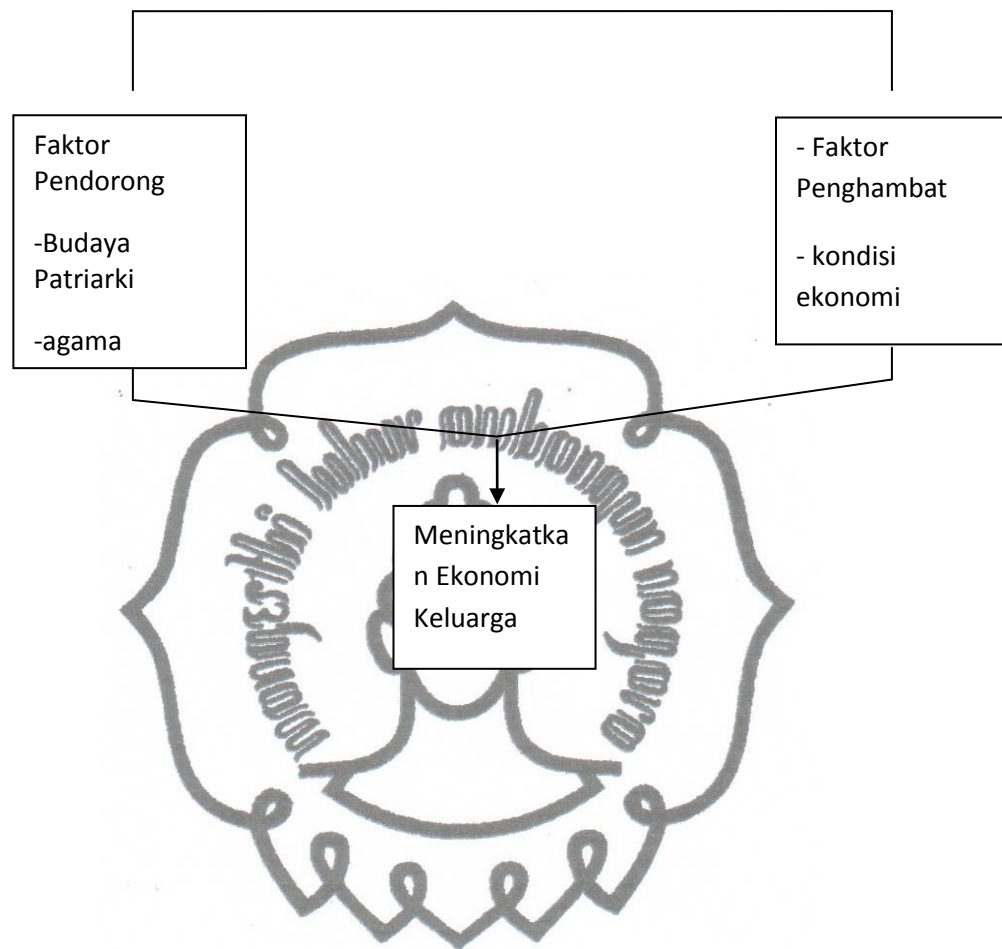 Faktor
Pendorong
-Budaya
Patriarki
-agama
- Faktor
Penghambat
- kondisi
ekonomi
Meningkatka
n Ekonomi
Keluarga